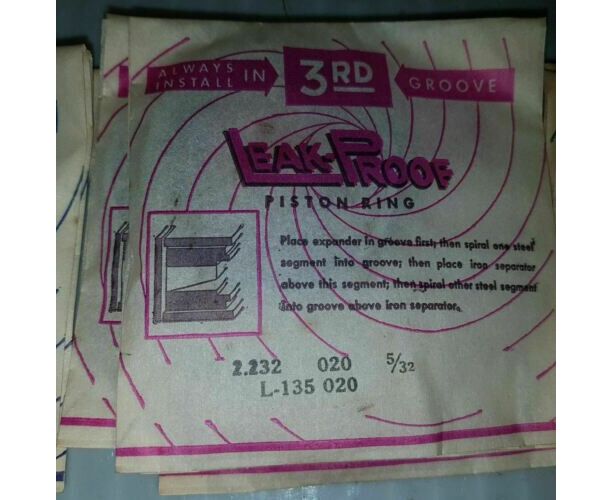 ALWAYS INSTALL IN 3RD GROOVE
LEAK-PROOF
PISTON RING
Place expander in groove first; then spiral one steel
segment into groove; then place iron separator
above this segment; then spiral other steel segment
into groove above iron separator.
2.232 020 5/32
L-135 020